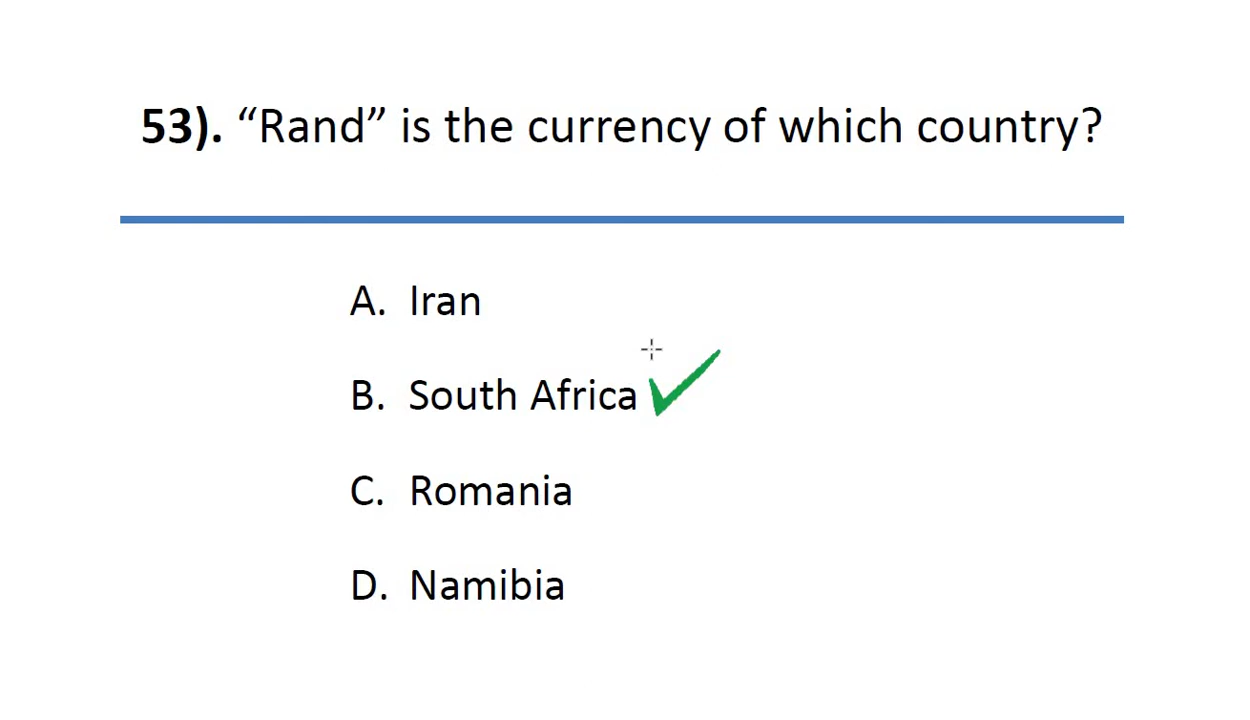 53). “Rand” is the currency of which country?
A. Iran
B. South Africa
C. Romania
D. Namibia